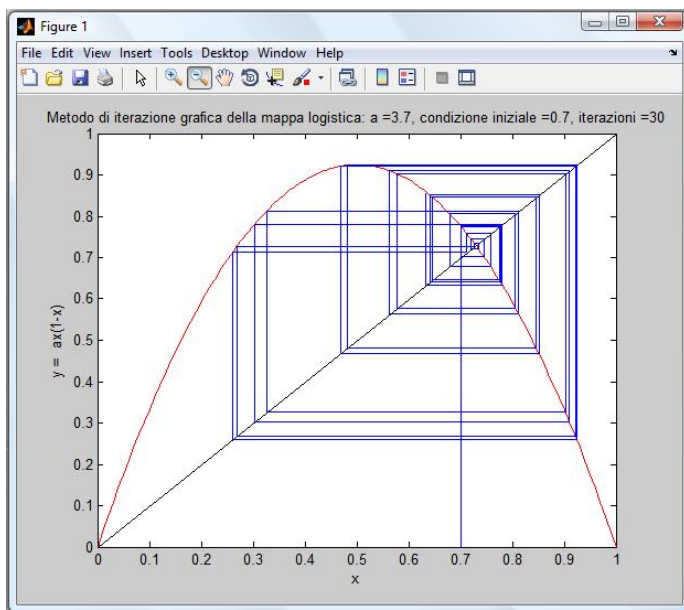 Figure 1
File Edit View Insert Tools Desktop Window Help
Metodo di iterazione grafica della mappa logistica: a =3.7, condizione iniziale =0.7, iterazioni =30
1
0.9
0.8
0.7
0.6
0.5
0.4
0.3
0.2
0.1
0
y = ax(1-x)
0 0.1 0.2 0.3 0.4 0.5 0.6 0.7 0.8 0.9 1
x